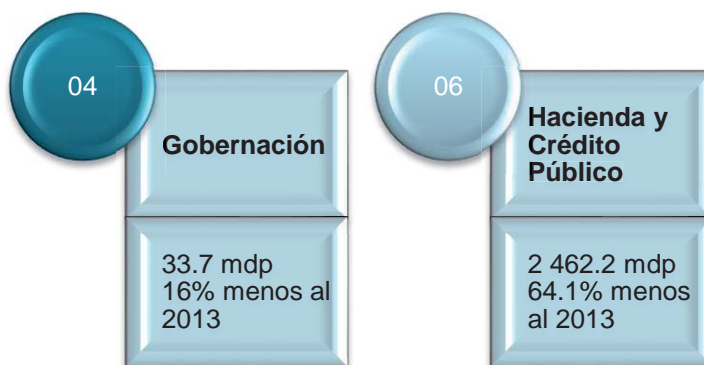 04
Gobernación
33.7 mdp
16% menos al
2013
06
Hacienda y
Crédito
Público
2 462.2 mdp
64.1% menos
al 2013